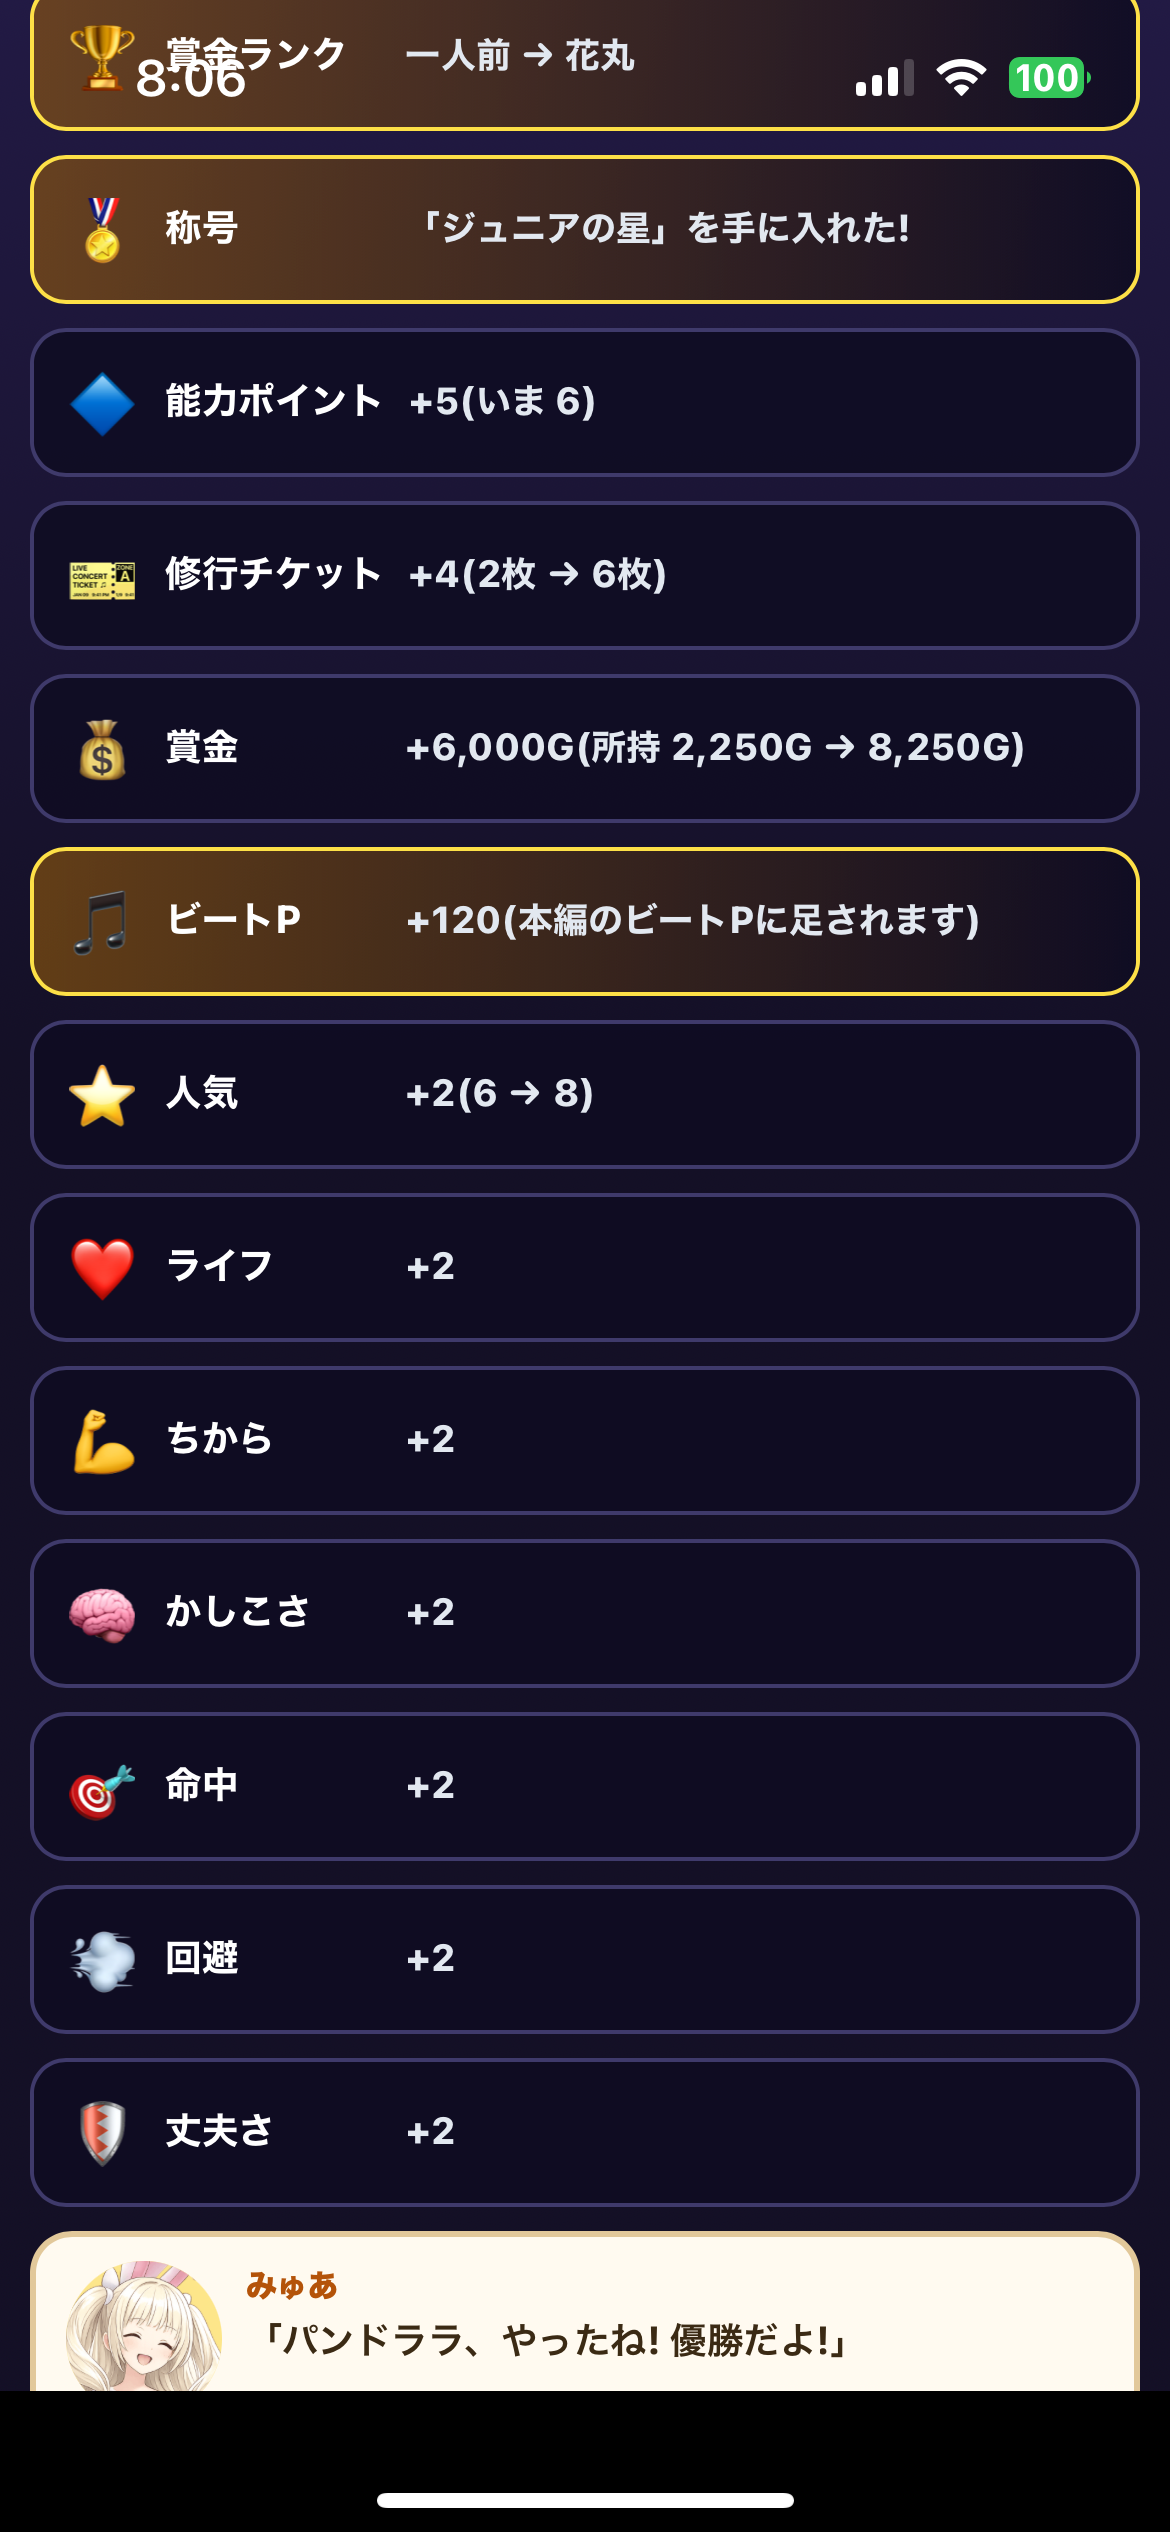 賞金ランク 一人前 → 花丸
8:06 100
称号 「ジュニアの星」を手に入れた!
能力ポイント +5(いま 6)
LIVE CONCERT TICKET ZONE A
修行チケット +4(2枚 → 6枚)
賞金 +6,000G(所持 2,250G → 8,250G)
ビートP +120(本編のビートPに足されます)
人気 +2(6 → 8)
ライフ +2
ちから +2
かしこさ +2
命中 +2
回避 +2
丈夫さ +2
みゅあ
「パンドララ、やったね! 優勝だよ!」